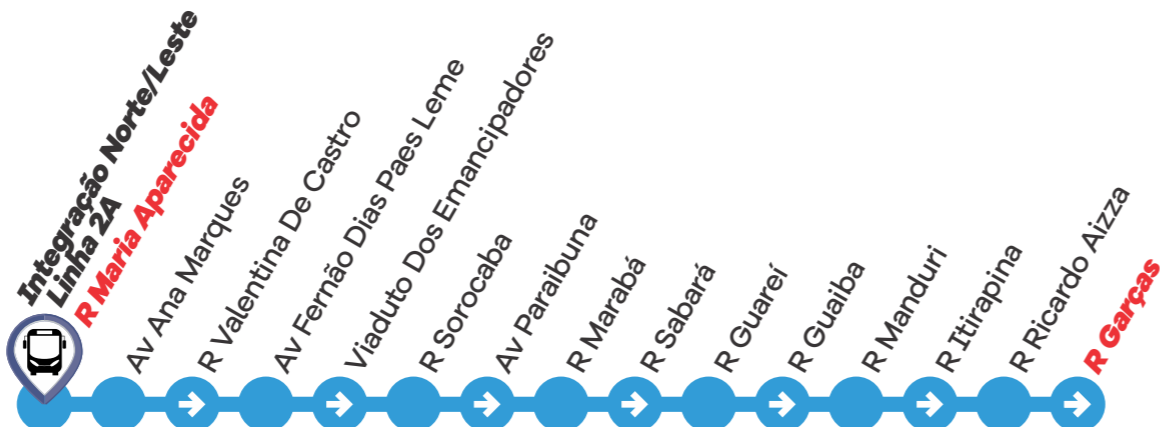 Integração Norte/Leste
Linha 2A
R Maria Aparecida
Av Ana Marques
R Valentina De Castro
Av Fernão Dias Paes Leme
Viaduto Dos Emancipadores
R Sorocaba
Av Paraibuna
R Marabá
R Sabará
R Guareí
R Guaiba
R Manduri
R Itirapina
R Ricardo Aizza
R Garças